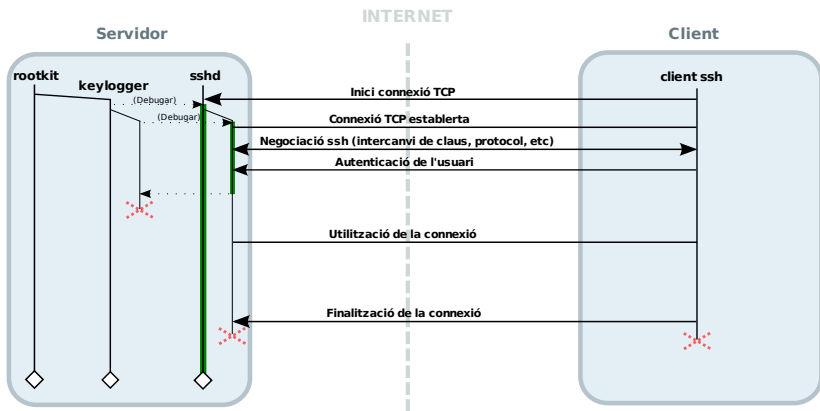 INTERNET
Servidor
Client
rootkit
keylogger
sshd
client ssh
Inici connexió TCP
(Debugar)
(Debugar)
Connexió TCP establerta
Negociació ssh (intercanvi de claus, protocol, etc)
Autenticació de l'usuari
Utilització de la connexió
Finalització de la connexió